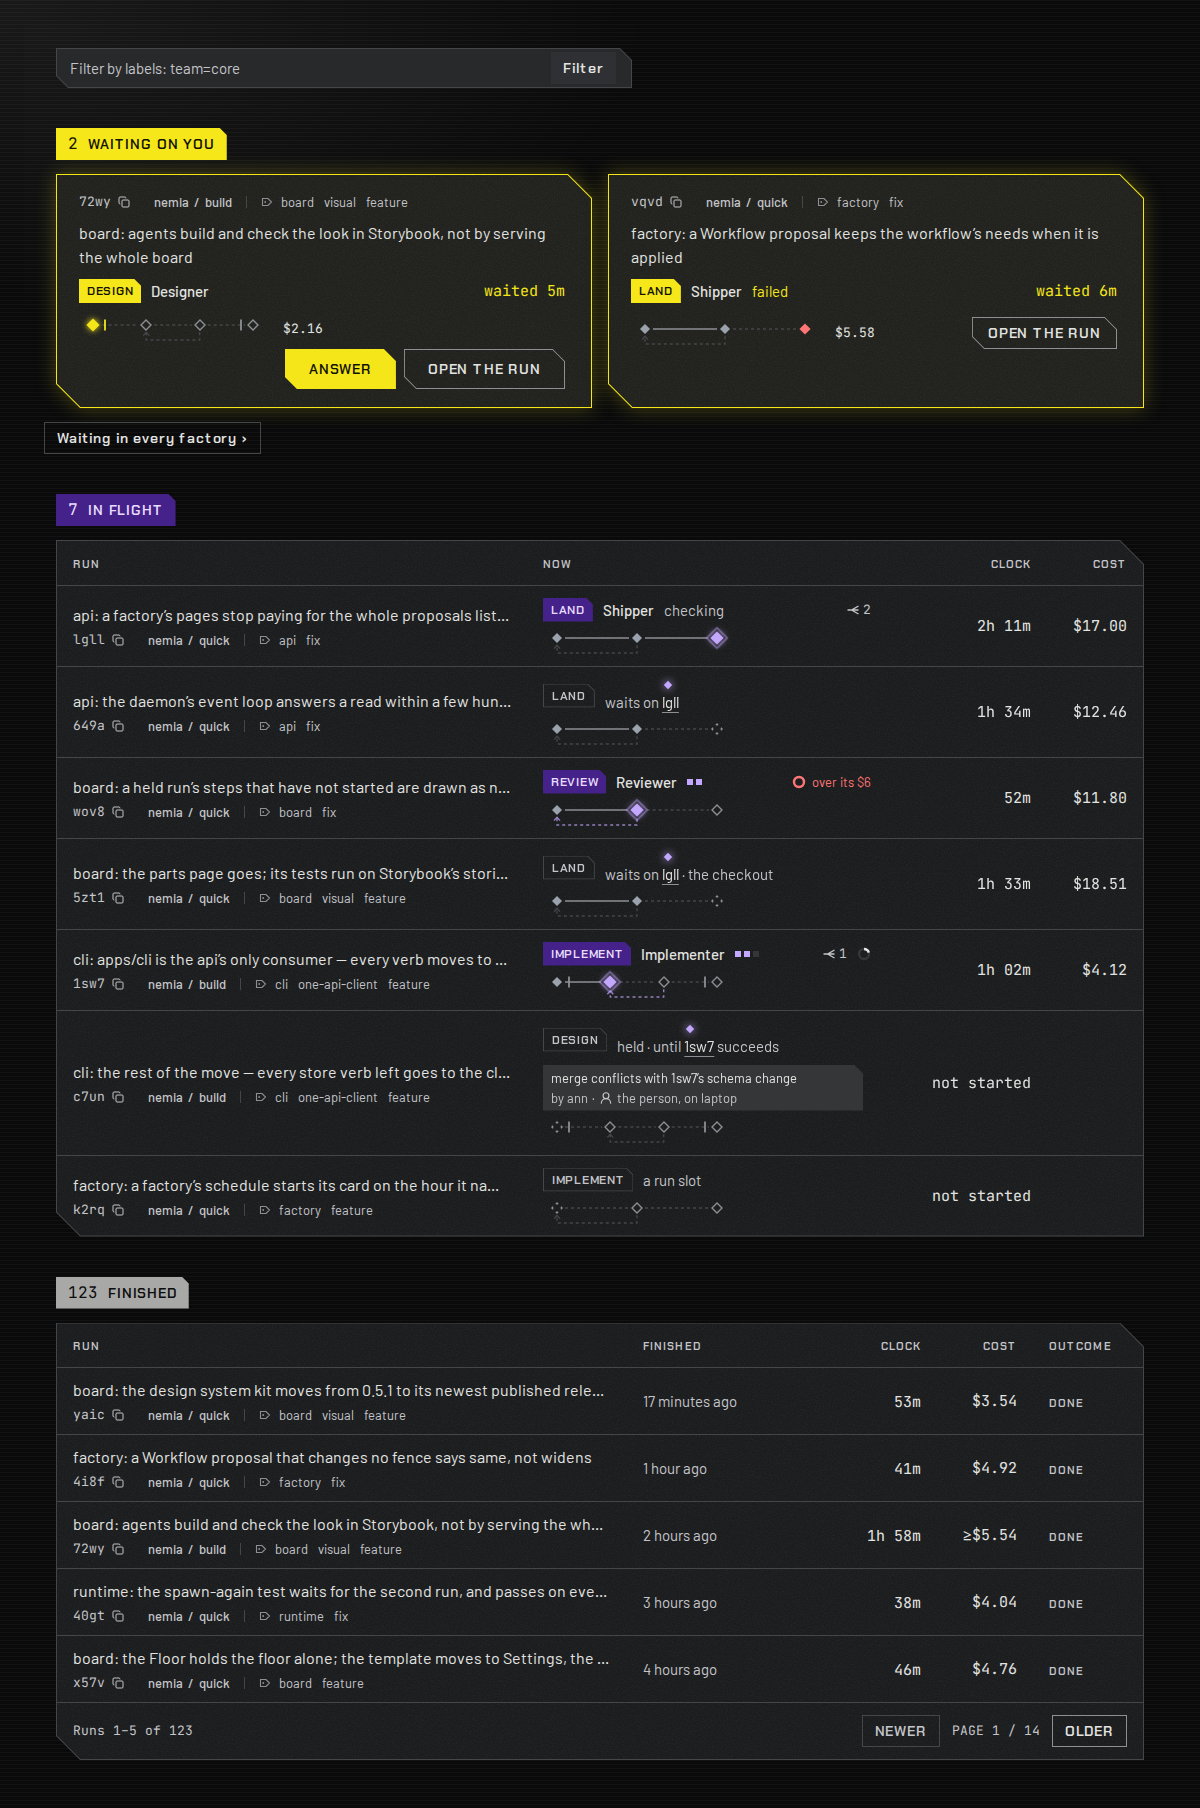 Filter by labels: team=core
Filter
2 WAITING ON YOU
72wy nemla / build board visual feature
board: agents build and check the look in Storybook, not by serving
the whole board
DESIGN Designer waited 5m
$2.16
ANSWER OPEN THE RUN
vqvd nemla / quick factory fix
factory: a Workflow proposal keeps the workflow's needs when it is
applied
LAND Shipper failed waited 6m
$5.58 OPEN THE RUN
Waiting in every factory ›
7 IN FLIGHT
RUN NOW CLOCK COST
api: a factory's pages stop paying for the whole proposals list...
lgll nemla / quick api fix
LAND Shipper checking 2
2h 11m $17.00
api: the daemon's event loop answers a read within a few hun...
649a nemla / quick api fix
LAND waits on lgll
1h 34m $12.46
board: a held run's steps that have not started are drawn as n...
wov8 nemla / quick board fix
REVIEW Reviewer over its $6
52m $11.80
board: the parts page goes; its tests run on Storybook's stori...
5zt1 nemla / quick board visual feature
LAND waits on lgll · the checkout
1h 33m $18.51
cli: apps/cli is the api's only consumer — every verb moves to ...
1sw7 nemla / build cli one-api-client feature
IMPLEMENT Implementer 1
1h 02m $4.12
cli: the rest of the move — every store verb left goes to the cl...
c7un nemla / build cli one-api-client feature
DESIGN held · until 1sw7 succeeds
merge conflicts with 1sw7's schema change
by ann · the person, on laptop
not started
factory: a factory's schedule starts its card on the hour it na...
k2rq nemla / quick factory feature
IMPLEMENT a run slot
not started
123 FINISHED
RUN FINISHED CLOCK COST OUTCOME
board: the design system kit moves from 0.5.1 to its newest published rele...
yaic nemla / quick board visual feature
17 minutes ago 53m $3.54 DONE
factory: a Workflow proposal that changes no fence says same, not widens
4i8f nemla / quick factory fix
1 hour ago 41m $4.92 DONE
board: agents build and check the look in Storybook, not by serving the wh...
72wy nemla / build board visual feature
2 hours ago 1h 58m ≥$5.54 DONE
runtime: the spawn-again test waits for the second run, and passes on eve...
40gt nemla / quick runtime fix
3 hours ago 38m $4.04 DONE
board: the Floor holds the floor alone; the template moves to Settings, the ...
x57v nemla / quick board feature
4 hours ago 46m $4.76 DONE
Runs 1–5 of 123 NEWER PAGE 1 / 14 OLDER